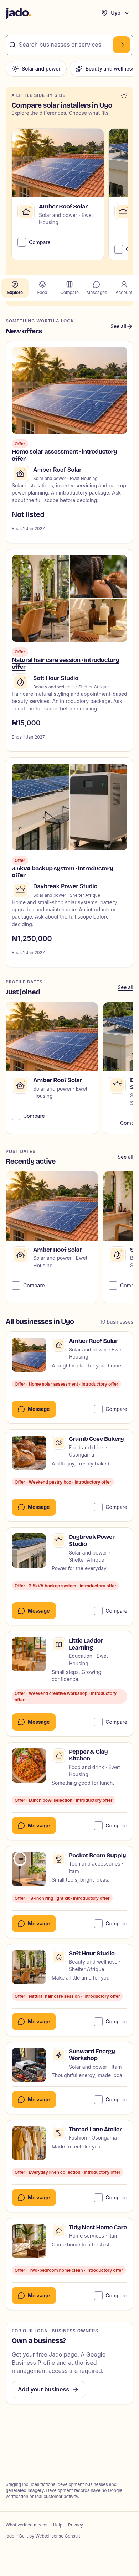 jado.
Uyo
Search businesses or services
Solar and power
Beauty and wellness
A LITTLE SIDE BY SIDE
Compare solar installers in Uyo
Explore the differences. Choose what fits.
Amber Roof Solar
Solar and power · Ewet
Housing
Compare
Explore
Feed
Compare
Messages
Account
SOMETHING WORTH A LOOK
New offers
See all
Offer
Home solar assessment · introductory
offer
Amber Roof Solar
Solar and power · Ewet Housing
Solar installations, inverter servicing and backup
power planning. An introductory package. Ask
about the full scope before deciding.
Not listed
Ends 1 Jan 2027
Offer
Natural hair care session · introductory
offer
Soft Hour Studio
Beauty and wellness · Shelter Afrique
Hair care, natural styling and appointment-based
beauty services. An introductory package. Ask
about the full scope before deciding.
₦15,000
Ends 1 Jan 2027
Offer
3.5kVA backup system · introductory
offer
Daybreak Power Studio
Solar and power · Shelter Afrique
Home and small-shop solar systems, battery
upgrades and maintenance. An introductory
package. Ask about the full scope before
deciding.
₦1,250,000
Ends 1 Jan 2027
PROFILE DATES
Just joined
See all
Amber Roof Solar
Solar and power · Ewet
Housing
Compare
POST DATES
Recently active
See all
Amber Roof Solar
Solar and power · Ewet
Housing
Compare
All businesses in Uyo
10 businesses
Amber Roof Solar
Solar and power · Ewet
Housing
A brighter plan for your home.
Offer · Home solar assessment · introductory offer
Message
Compare
Crumb Cove Bakery
Food and drink ·
Osongama
A little joy, freshly baked.
Offer · Weekend pastry box · introductory offer
Message
Compare
Daybreak Power
Studio
Solar and power ·
Shelter Afrique
Power for the everyday.
Offer · 3.5kVA backup system · introductory offer
Message
Compare
Little Ladder
Learning
Education · Ewet
Housing
Small steps. Growing
confidence.
Offer · Weekend creative workshop · introductory
offer
Message
Compare
Pepper & Clay
Kitchen
Food and drink · Ewet
Housing
Something good for lunch.
Offer · Lunch bowl selection · introductory offer
Message
Compare
Pocket Beam Supply
Tech and accessories ·
Itam
Small tools, bright ideas.
Offer · 18-inch ring light kit · introductory offer
Message
Compare
Soft Hour Studio
Beauty and wellness ·
Shelter Afrique
Make a little time for you.
Offer · Natural hair care session · introductory offer
Message
Compare
Sunward Energy
Workshop
Solar and power · Itam
Thoughtful energy, made local.
Message
Compare
Thread Lane Atelier
Fashion · Osongama
Made to feel like you.
Offer · Everyday linen collection · introductory offer
Message
Compare
Tidy Nest Home Care
Home services · Itam
Come home to a fresh start.
Offer · Two-bedroom home clean · introductory offer
Message
Compare
FOR OUR LOCAL BUSINESS OWNERS
Own a business?
Get your free Jado page. A Google
Business Profile and authorised
management access are required.
Add your business
Staging includes fictional development businesses and
generated imagery. Development records have no Google
verification or real customer activity.
What verified means
Help
Privacy
jado. · Built by Webtallisense Consult